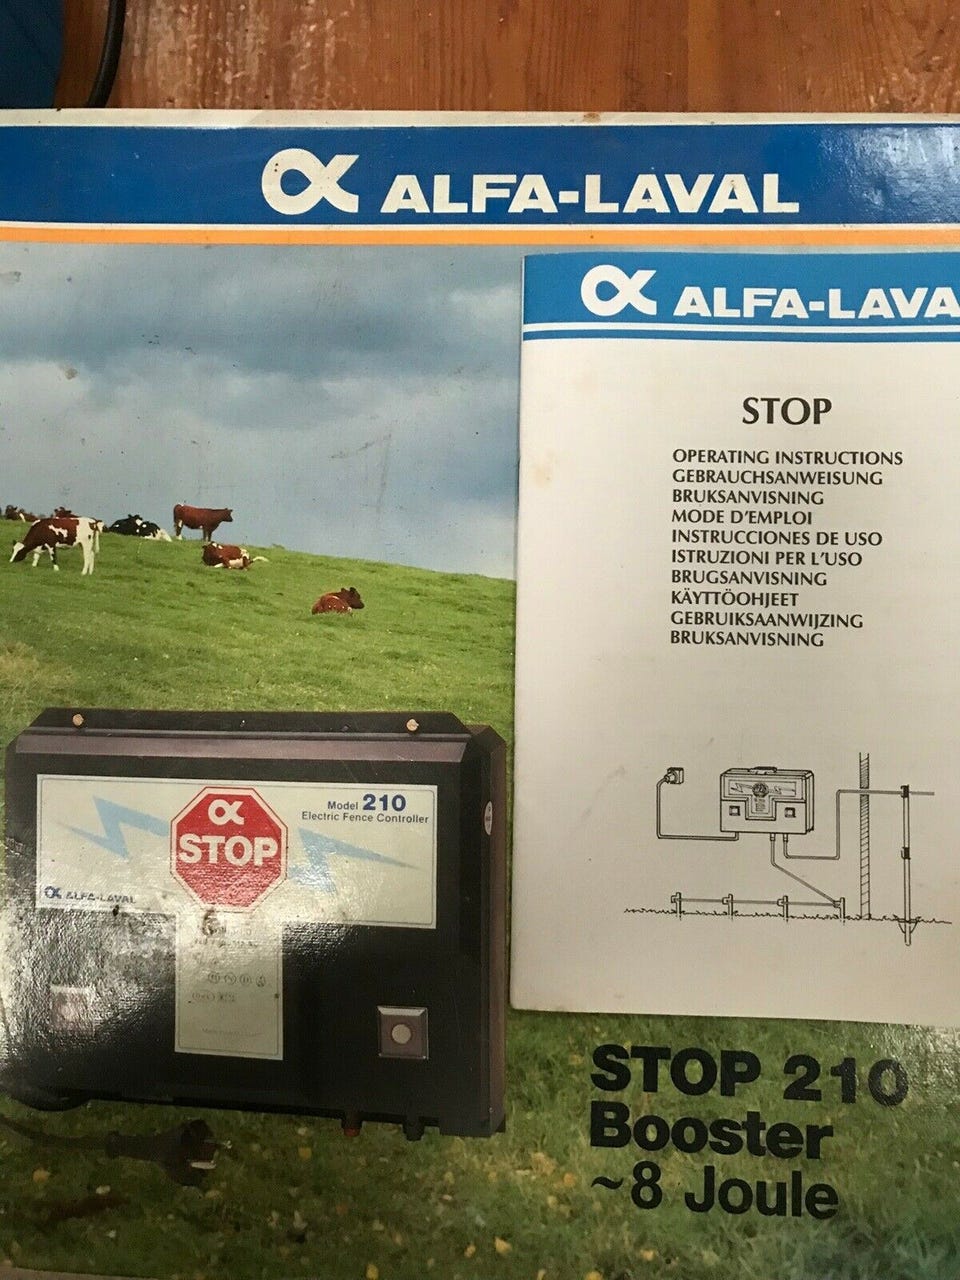 ALFA-LAVAL
ALFA-LAVA
STOP
OPERATING INSTRUCTIONS
GEBRAUCHSANWEISUNG
BRUKSANVISNING
MODE D'EMPLOI
INSTRUCCIONES DE USO
ISTRUZIONI PER L'USO
BRUGSANVISNING
KÄYTTÖOHJEET
GEBRUIKSAANWIJZING
BRUKSANVISNING
Model 210
Electric Fence Controller
STOP
ALFA-LAVAL
STOP 210
Booster
~8 Joule